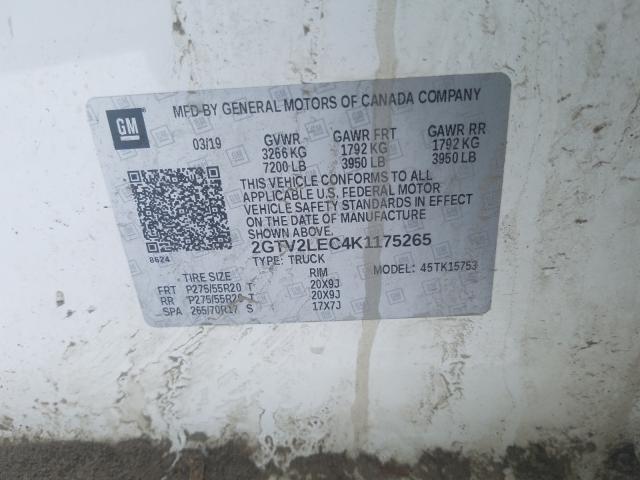 GM
MFD BY GENERAL MOTORS OF CANADA COMPANY
03/19 GVWR GAWR FRT GAWR RR
3266 KG 1792 KG 1792 KG
7200 LB 3950 LB 3950 LB
THIS VEHICLE CONFORMS TO ALL
APPLICABLE U.S. FEDERAL MOTOR
VEHICLE SAFETY STANDARDS IN EFFECT
ON THE DATE OF MANUFACTURE
SHOWN ABOVE.
8624 2GTV2LEC4K1175265
TYPE: TRUCK MODEL: 45TK15753
TIRE SIZE RIM
FRT P275/55R20 T 20X9J
RR P275/55R20 T 20X9J
SPA 265/70R17 S 17X7J